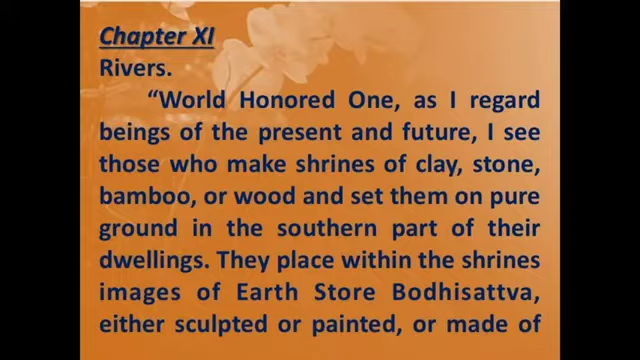 Chapter XI
Rivers.
“World Honored One, as I regard
beings of the present and future, I see
those who make shrines of clay, stone,
bamboo, or wood and set them on pure
ground in the southern part of their
dwellings. They place within the shrines
images of Earth Store Bodhisattva,
either sculpted or painted, or made of